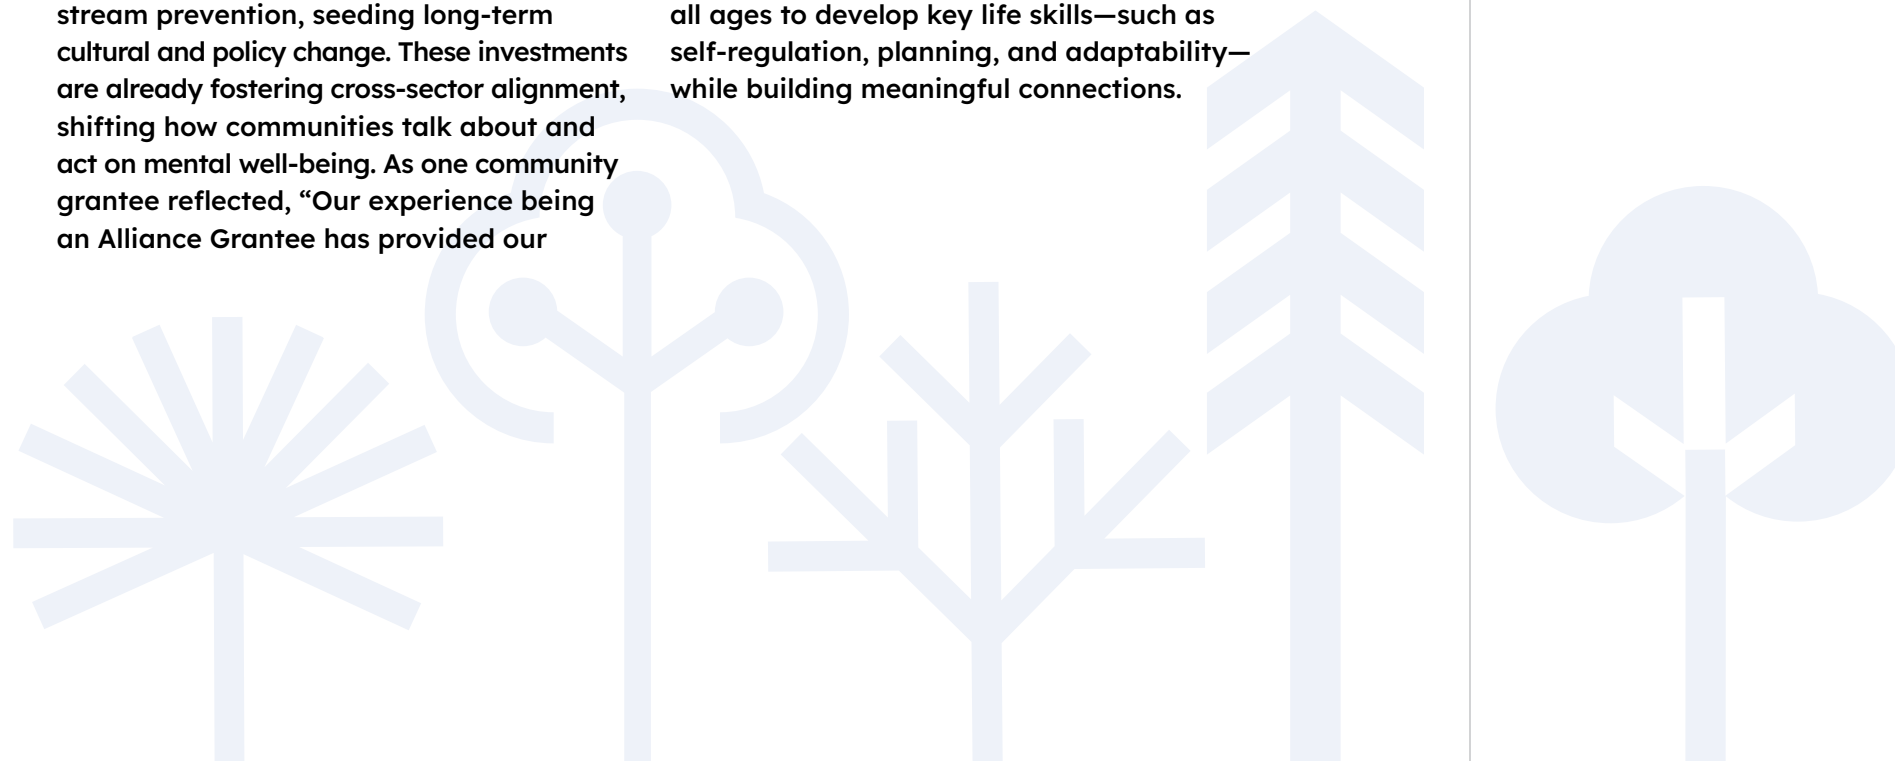 stream prevention, seeding long-term
cultural and policy change. These investments
are already fostering cross-sector alignment,
shifting how communities talk about and
act on mental well-being. As one community
grantee reflected, “Our experience being
an Alliance Grantee has provided our
all ages to develop key life skills—such as
self-regulation, planning, and adaptability—
while building meaningful connections.